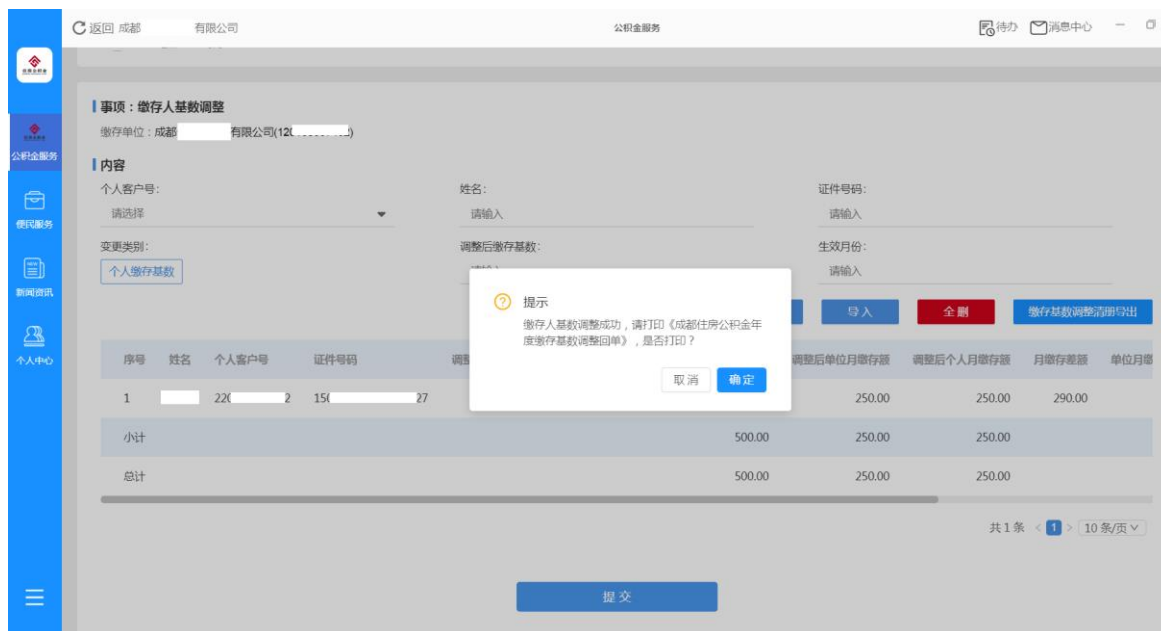 返回 成都 有限公司
公积金服务
待办 消息中心
公积金服务
便民服务
新闻资讯
个人中心
事项：缴存人基数调整
缴存单位：成都 有限公司(120
内容
个人客户号： 姓名： 证件号码：
请选择 请输入 请输入
变更类别： 调整后缴存基数： 生效月份：
个人缴存基数 请输入
提示
缴存人基数调整成功，请打印《成都住房公积金年
度缴存基数调整回单》，是否打印？
取消 确定
导入 全删 缴存基数调整清册导出
序号 姓名 个人客户号 证件号码 调整后单位月缴存额 调整后个人月缴存额 月缴存差额 单位月缴
1 220 2 150 27 250.00 250.00 290.00
小计 500.00 250.00 250.00
总计 500.00 250.00 250.00
共 1 条 < 1 > 10 条/页
提 交